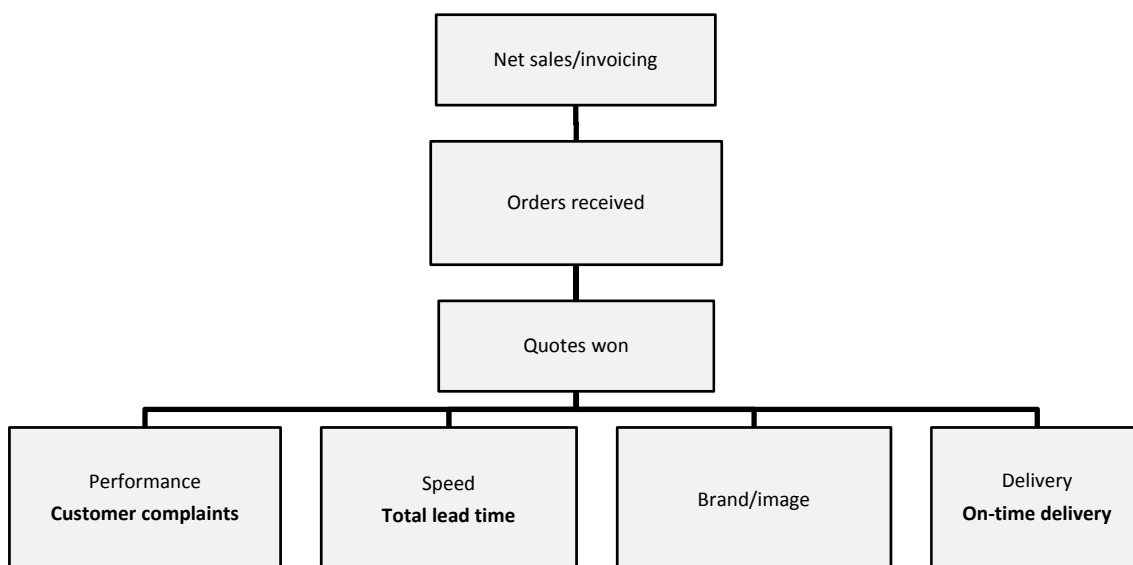 Net sales/invoicing
Orders received
Quotes won
Performance
Customer complaints
Speed
Total lead time
Brand/image
Delivery
On-time delivery